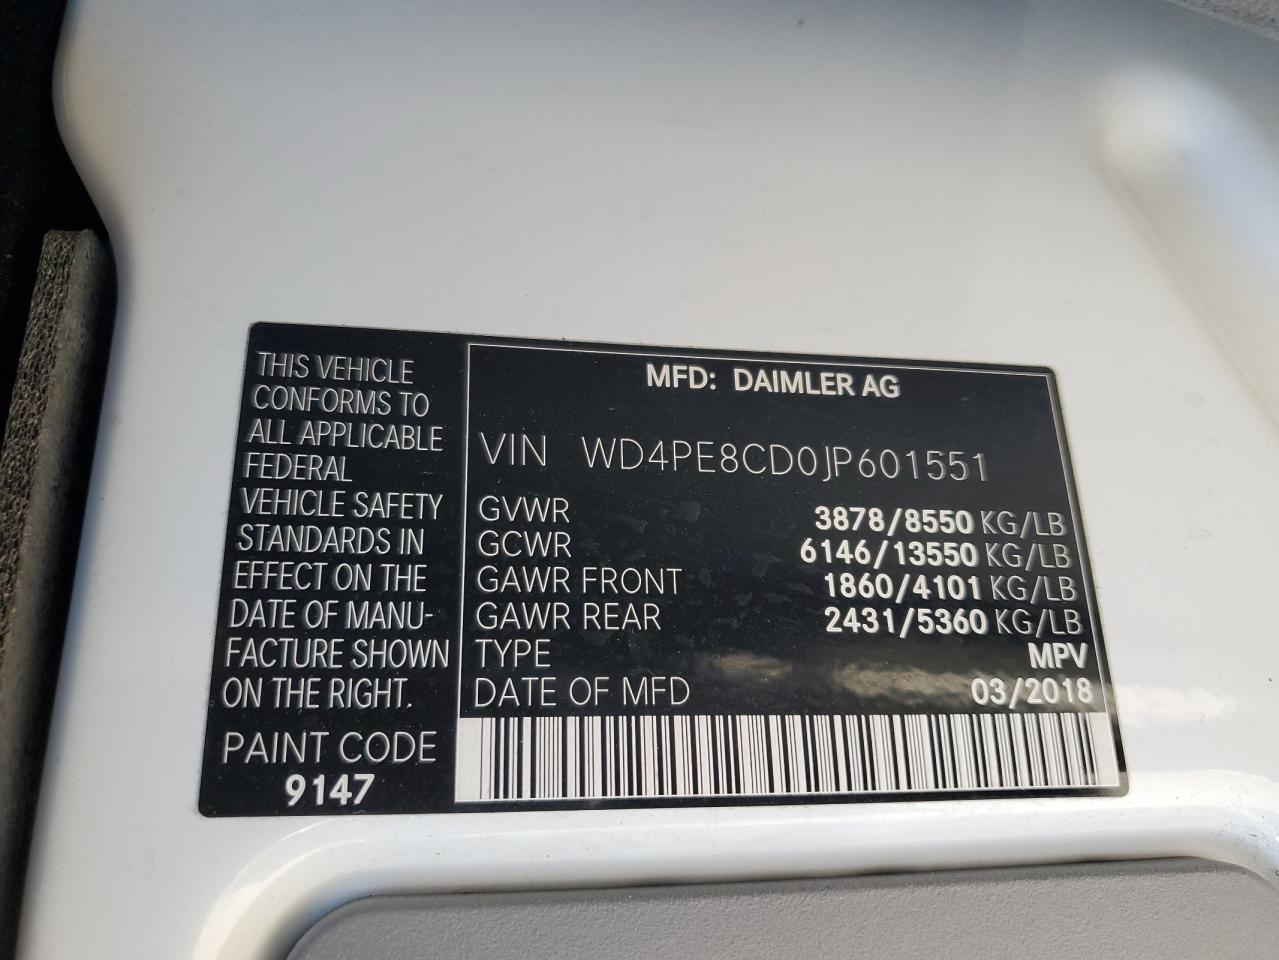 THIS VEHICLE
CONFORMS TO
ALL APPLICABLE
FEDERAL
VEHICLE SAFETY
STANDARDS IN
EFFECT ON THE
DATE OF MANU-
FACTURE SHOWN
ON THE RIGHT.
PAINT CODE
9147
MFD: DAIMLER AG
VIN WD4PE8CD0JP601551
GVWR 3878/8550 KG/LB
GCWR 6146/13550 KG/LB
GAWR FRONT 1860/4101 KG/LB
GAWR REAR 2431/5360 KG/LB
TYPE MPV
DATE OF MFD 03/2018